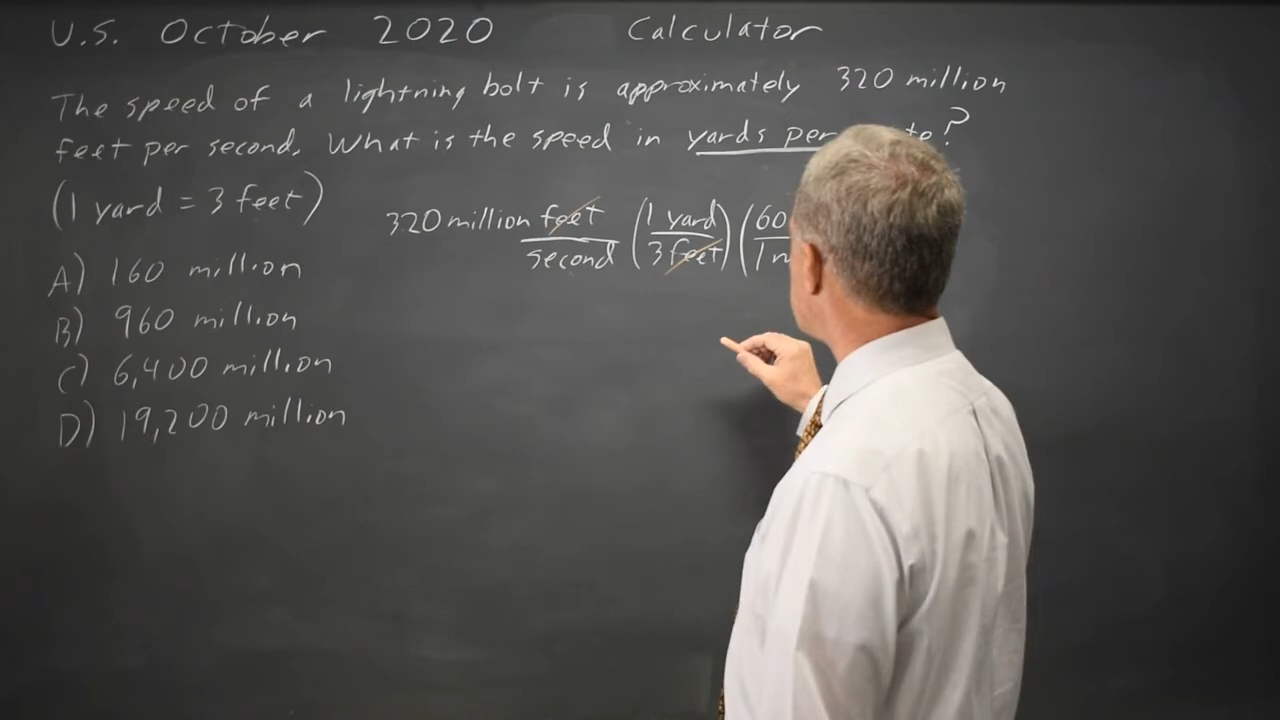 U.S. October 2020 Calculator
The speed of a lightning bolt is approximately 320 million
feet per second. What is the speed in yards per te?
(1 yard = 3 feet)
320 million feet / second (1 yard / 3 feet) (60 / 1
A) 160 million
B) 960 million
C) 6,400 million
D) 19,200 million